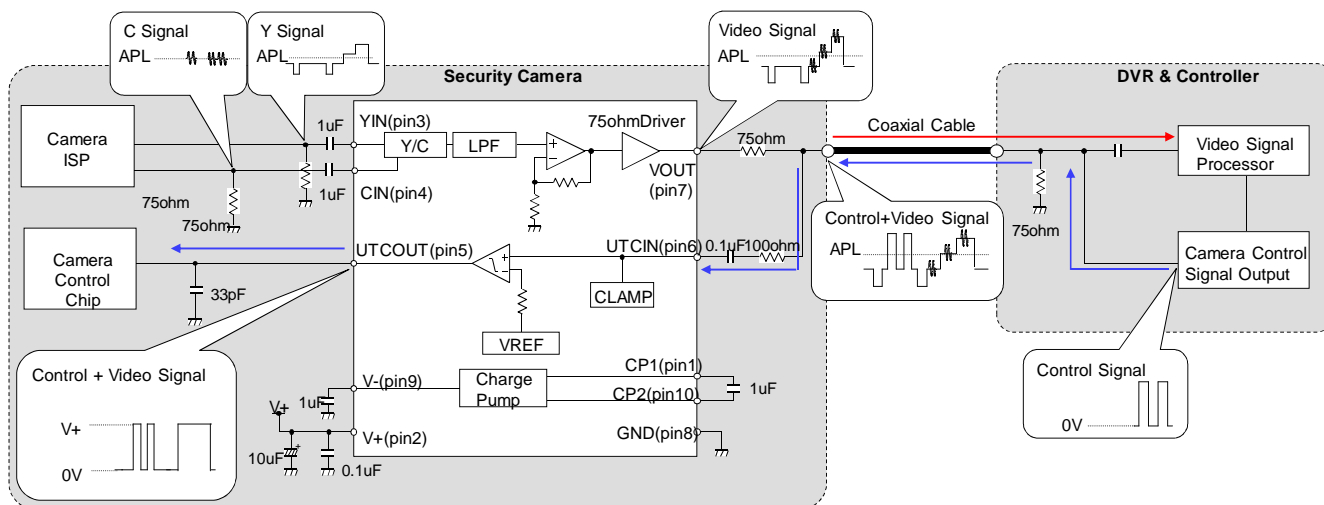 C Signal
APL
Y Signal
APL
Video Signal
APL
Security Camera
DVR & Controller
Camera
ISP
1uF
YIN(pin3)
Y/C
LPF
75ohmDriver
VOUT
(pin7)
75ohm
Coaxial Cable
Video Signal
Processor
1uF
CIN(pin4)
75ohm
75ohm
Control+Video Signal
APL
75ohm
Camera
Control
Chip
UTCOUT(pin5)
UTCIN(pin6)
0.1uF
100ohm
Camera Control
Signal Output
33pF
CLAMP
VREF
Control + Video Signal
V+
0V
V-(pin9)
1uF
Charge
Pump
CP1(pin1)
CP2(pin10)
1uF
V+
V+(pin2)
10uF
+
0.1uF
GND(pin8)
Control Signal
0V